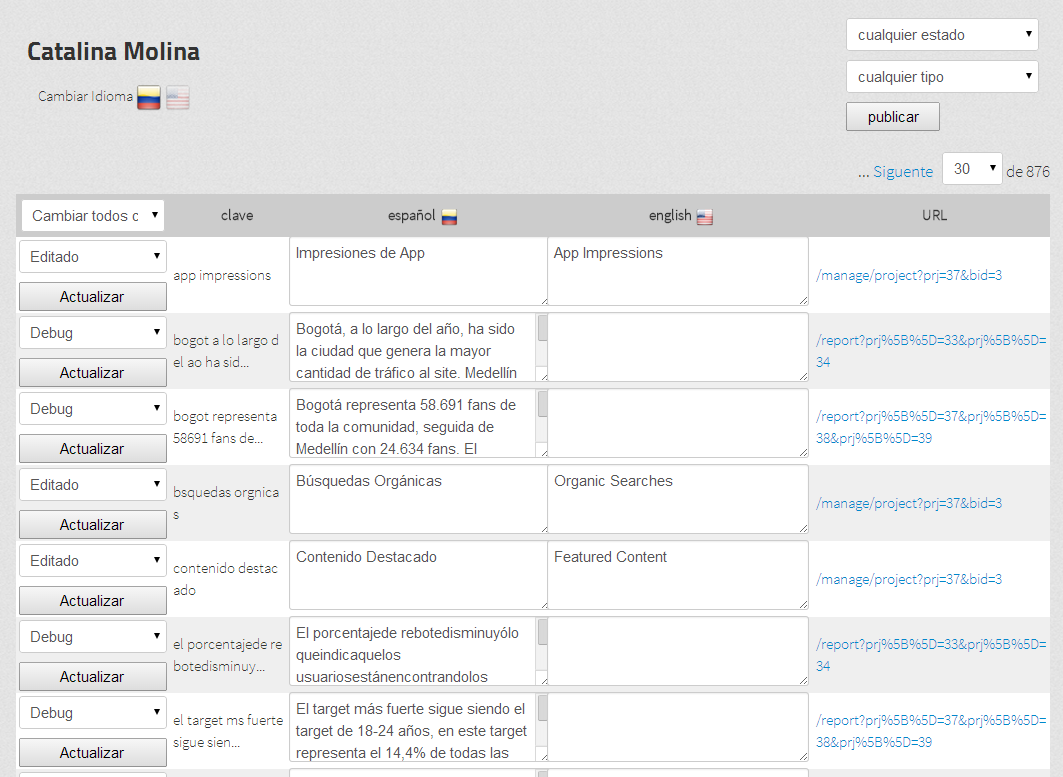 Catalina Molina
cualquier estado
Cambiar Idioma
cualquier tipo
publicar
... Siguente 30 de 876
Cambiar todos c clave español english URL
Editado
Actualizar
app impressions
Impresiones de App
App Impressions
/manage/project?prj=37&bid=3
Debug
Actualizar
bogot a lo largo d
el ao ha sid...
Bogotá, a lo largo del año, ha sido
la ciudad que genera la mayor
cantidad de tráfico al site. Medellín
/report?prj%5B%5D=33&prj%5B%5D=
34
Debug
Actualizar
bogot representa
58691 fans de...
Bogotá representa 58.691 fans de
toda la comunidad, seguida de
Medellín con 24.634 fans. El
/report?prj%5B%5D=37&prj%5B%5D=
38&prj%5B%5D=39
Editado
Actualizar
bsquedas orgnica
s
Búsquedas Orgánicas
Organic Searches
/manage/project?prj=37&bid=3
Editado
Actualizar
contenido destac
ado
Contenido Destacado
Featured Content
/manage/project?prj=37&bid=3
Debug
Actualizar
el porcentajede re
botedisminuy...
El porcentajede rebotedisminuyólo
queindicaquelos
usuariosestánencontrandolos
/report?prj%5B%5D=33&prj%5B%5D=
34
Debug
Actualizar
el target ms fuerte
sigue sien...
El target más fuerte sigue siendo el
target de 18-24 años, en este target
representa el 14,4% de todas las
/report?prj%5B%5D=37&prj%5B%5D=
38&prj%5B%5D=39